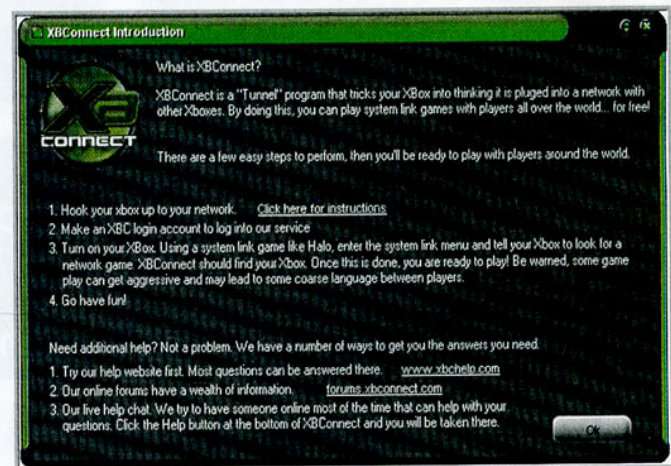 XBConnect Introduction
What is XBConnect?
XBConnect is a "Tunnel" program that tricks your XBox into thinking it is pluged into a network with
other Xboxes. By doing this, you can play system link games with players all over the world... for free!
XB
CONNECT
There are a few easy steps to perform, then you'll be ready to play with players around the world.
1. Hook your xbox up to your network. Click here for instructions
2. Make an XBC login account to log into our service
3. Turn on your XBox. Using a system link game like Halo, enter the system link menu and tell your Xbox to look for a
network game. XBConnect should find your Xbox. Once this is done, you are ready to play! Be warned, some game
play can get aggressive and may lead to some coarse language between players.
4. Go have fun!
Need additional help? Not a problem. We have a number of ways to get you the answers you need.
1. Try our help website first. Most questions can be answered there. www.xbchelp.com
2. Our online forums have a wealth of information. forums.xbconnect.com
3. Our live help chat. We try to have someone online most of the time that can help with your
questions. Click the Help button at the bottom of XBConnect and you will be taken there.
Ok